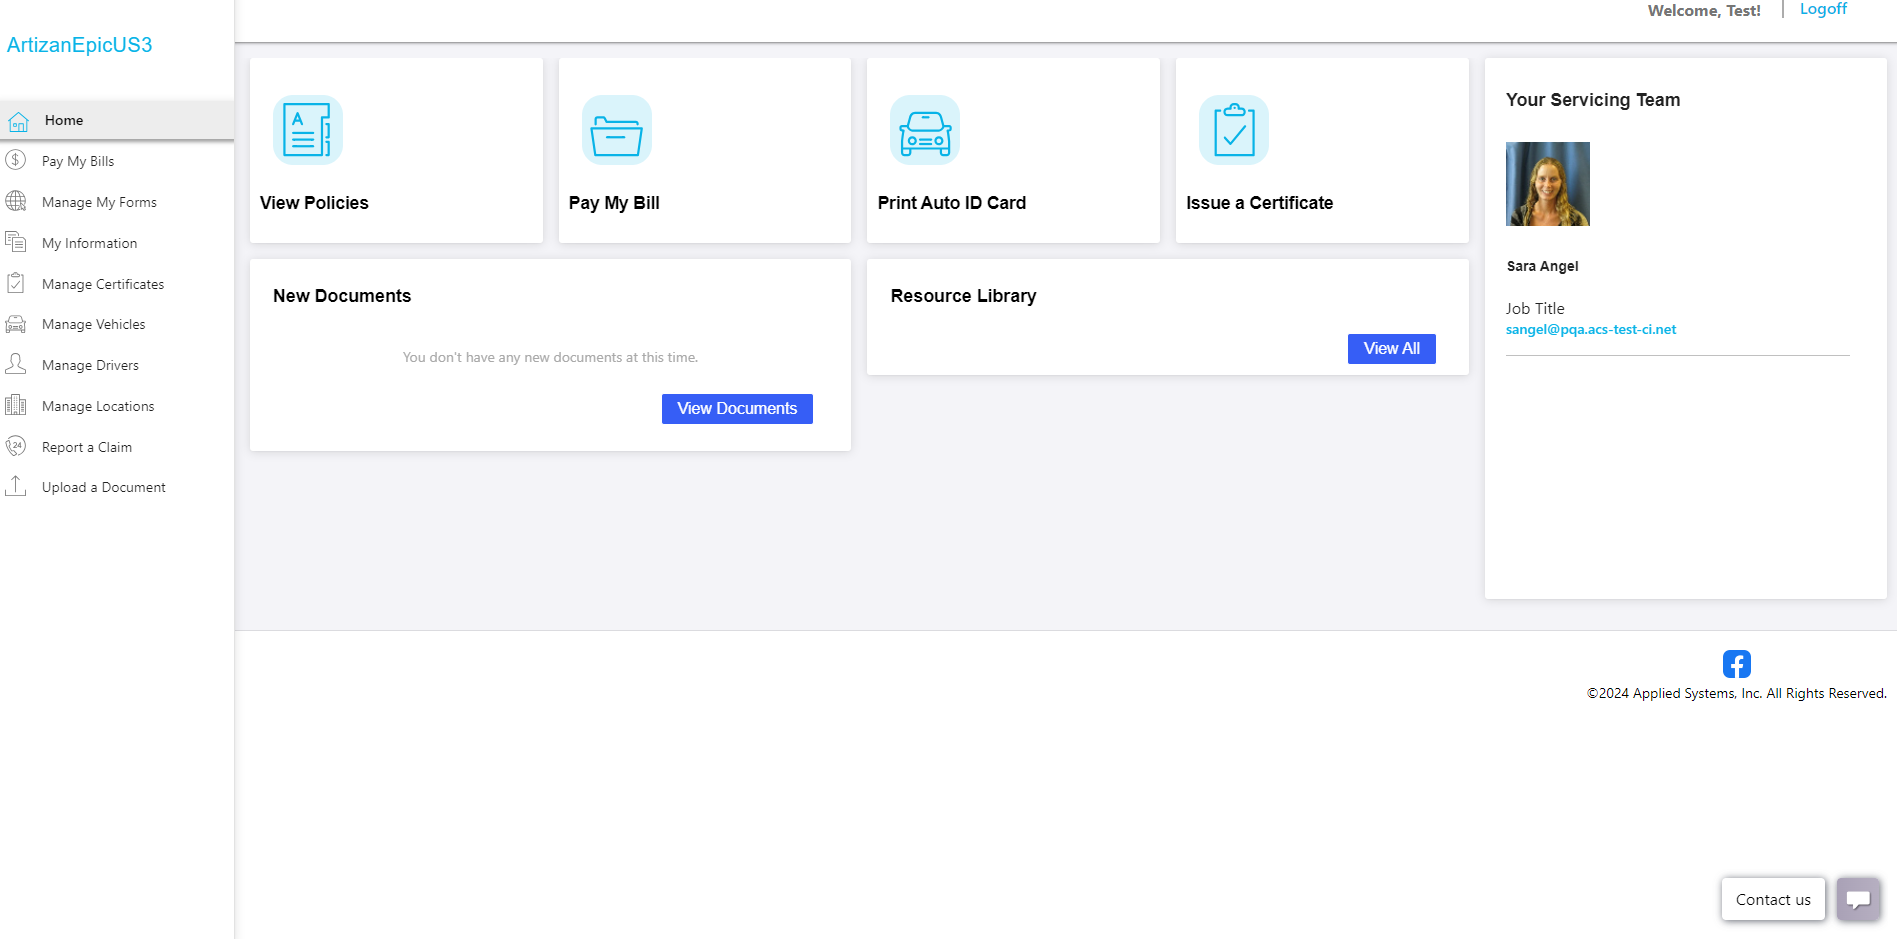 Welcome, Test!
Logoff
ArtizanEpicUS3
Home
Pay My Bills
Manage My Forms
My Information
Manage Certificates
Manage Vehicles
Manage Drivers
Manage Locations
24
Report a Claim
Upload a Document
A
View Policies
Pay My Bill
Print Auto ID Card
Issue a Certificate
New Documents
You don't have any new documents at this time.
View Documents
Resource Library
View All
Your Servicing Team
Sara Angel
Job Title
sangel@pqa.acs-test-ci.net
©2024 Applied Systems, Inc. All Rights Reserved.
Contact us